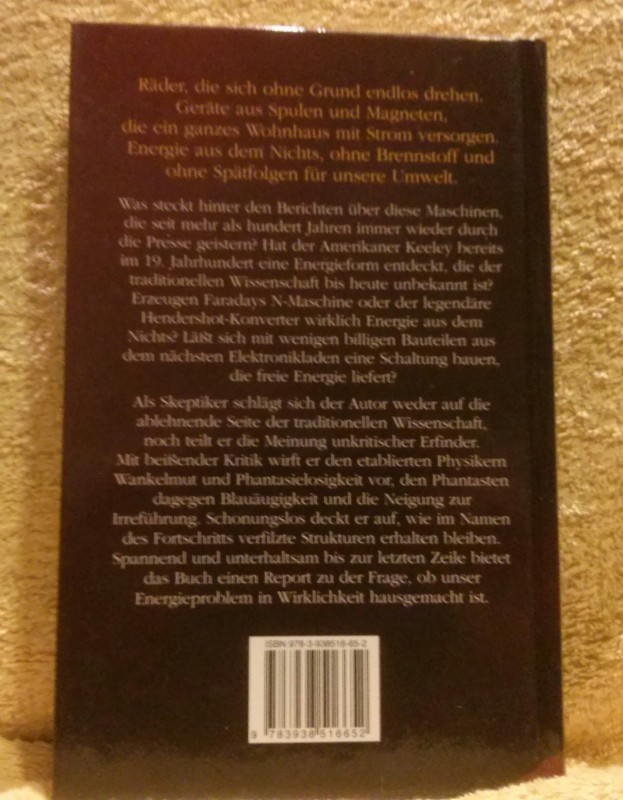 Räder, die sich ohne Grund endlos drehen.
Geräte aus Spulen und Magneten,
die ein ganzes Wohnhaus mit Strom versorgen.
Energie aus dem Nichts, ohne Brennstoff und
ohne Spätfolgen für unsere Umwelt.
Was steckt hinter den Berichten über diese Maschinen,
die seit mehr als hundert Jahren immer wieder durch
die Presse geistern? Hat der Amerikaner Keeley bereits
im 19. Jahrhundert eine Energieform entdeckt, die der
traditionellen Wissenschaft bis heute unbekannt ist?
Erzeugen Faradays N-Maschine oder der legendäre
Hendershot-Konverter wirklich Energie aus dem
Nichts? Läßt sich mit wenigen billigen Bauteilen aus
dem nächsten Elektronikladen eine Schaltung bauen,
die freie Energie liefert?
Als Skeptiker schlägt sich der Autor weder auf die
ablehnende Seite der traditionellen Wissenschaft,
noch teilt er die Meinung unkritischer Erfinder.
Mit beißender Kritik wirft er den etablierten Physikern
Wankelmut und Phantasielosigkeit vor, den Phantasten
dagegen Blauäugigkeit und die Neigung zur
Irreführung. Schonungslos deckt er auf, wie im Namen
des Fortschritts verfilzte Strukturen erhalten bleiben.
Spannend und unterhaltsam bis zur letzten Zeile bietet
das Buch einen Report zu der Frage, ob unser
Energieproblem in Wirklichkeit hausgemacht ist.
ISBN 978-3-938516-65-2
9 783938 516652